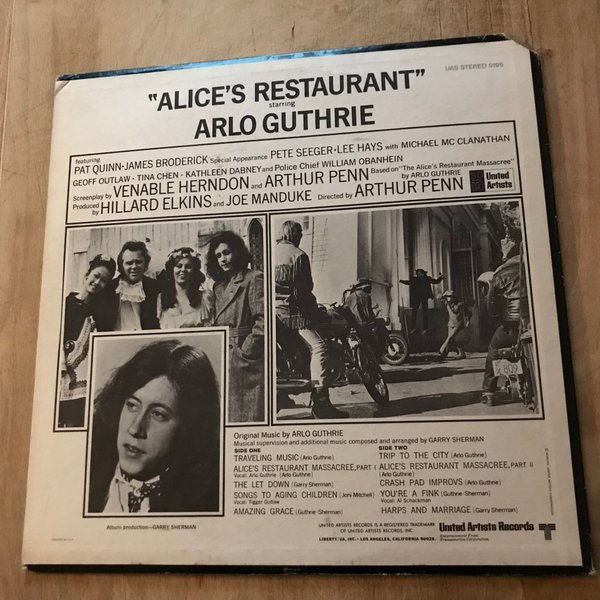 UAS STEREO 5195
"ALICE'S RESTAURANT"
starring
ARLO GUTHRIE
featuring
PAT QUINN·JAMES BRODERICK Special Appearance PETE SEEGER·LEE HAYS with MICHAEL MC CLANATHAN
GEOFF OUTLAW · TINA CHEN · KATHLEEN DABNEY and Police Chief WILLIAM OBANHEIN
Screenplay by VENABLE HERNDON and ARTHUR PENN Based on "The Alice's Restaurant Massacree" by ARLO GUTHRIE
Produced by HILLARD ELKINS and JOE MANDUKE Directed by ARTHUR PENN
United Artists
809
Original Music by ARLO GUTHRIE
Musical supervision and additional music composed and arranged by GARRY SHERMAN
SIDE ONE
TRAVELING MUSIC (Arlo Guthrie)
ALICE'S RESTAURANT MASSACREE, PART I
Vocal: Arlo Guthrie (Arlo Guthrie)
THE LET DOWN (Garry Sherman)
SONGS TO AGING CHILDREN (Joni Mitchell)
Vocal: Tigger Outlaw
AMAZING GRACE (Guthrie-Sherman)
SIDE TWO
TRIP TO THE CITY (Arlo Guthrie)
ALICE'S RESTAURANT MASSACREE, PART II
(Arlo Guthrie)
CRASH PAD IMPROVS (Arlo Guthrie)
YOU'RE A FINK (Guthrie-Sherman)
Vocal: Al Schackman
HARPS AND MARRIAGE (Garry Sherman)
Album production—GARRY SHERMAN
UNITED ARTISTS RECORDS IS A REGISTERED TRADEMARK
OF UNITED ARTISTS RECORDS, INC.
LIBERTY/UA, INC. · LOS ANGELES, CALIFORNIA 90028.
United Artists Records
Entertainment From
Transamerica Corporation